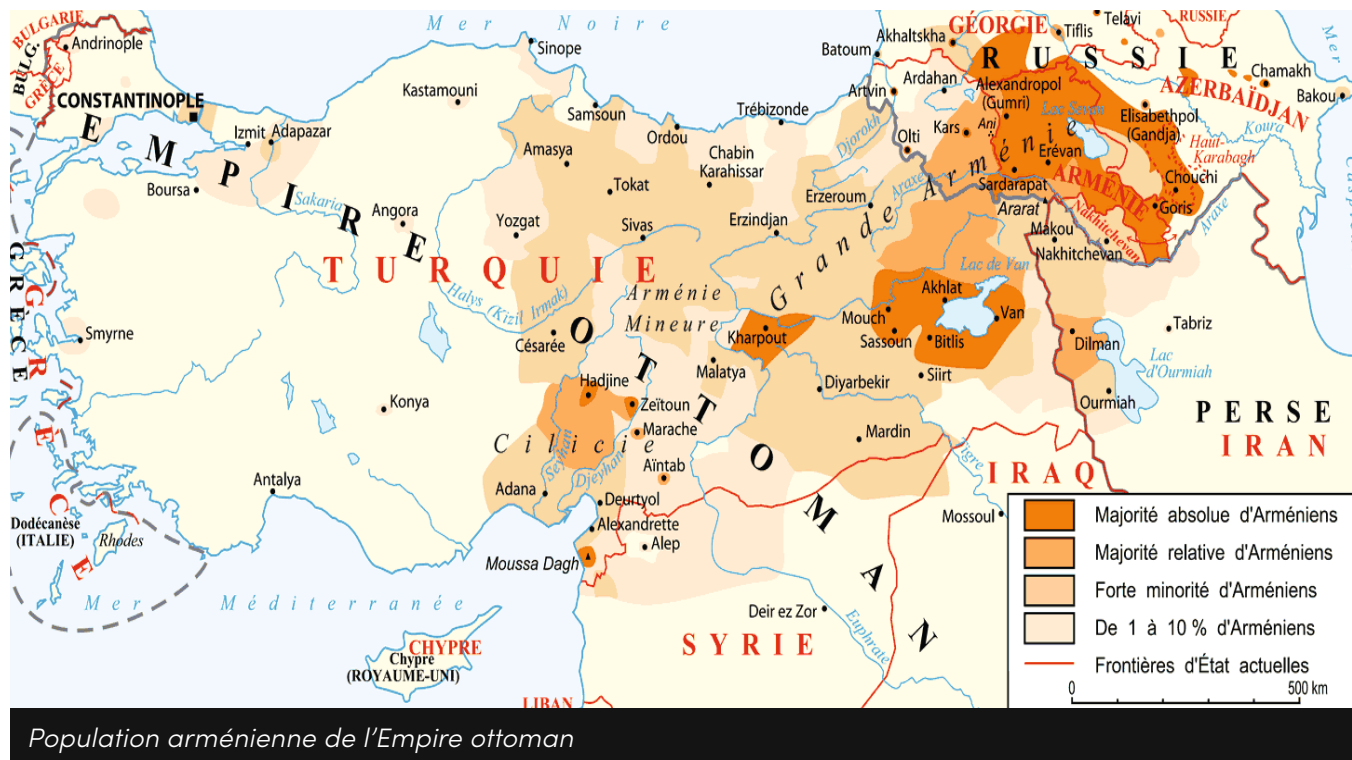 Mer Noire
BULGARIE
BULG.
GRÈCE
Andrinople
CONSTANTINOPLE
Izmit
Adapazar
Boursa
Sakaria
Angora
Kastamouni
Sinope
Samsoun
Amasya
Tokat
Yozgat
Sivas
Ordou
Chabin
Karahissar
Trébizonde
Erzindjan
Erzeroum
Batoum
Artvin
Ardahan
Olti
Kars
Ani
Djorokh
Araxe
Akhaltskha
GÉORGIE
Tiflis
Telavi
RUSSIE
RUSSIE
Alexandropol
(Gumri)
Lac Sevan
Erévan
Sardarapat
ARMÉNIE
Elisabethpol
(Gandja)
AZERBAÏDJAN
Chamakh
Bakou
Koura
Haut-
Karabagh
Chouchi
Goris
Ararat
Makou
Nakhitchevan
Nakhitchevan
Araxe
Mer
EMPIRE
OTTOMAN
TURQUIE
Grande Arménie
Arménie
Mineure
Halys (Kizil Irmak)
Césarée
Kharpout
Malatya
Mouch
Sassoun
Akhlat
Bitlis
Lac de Van
Van
Siirt
Diyarbekir
Mardin
Dilman
Ourmiah
Lac
d'Ourmiah
Tabriz
PERSE
IRAN
GRÈCE
GRÈCE
Smyrne
Konya
Antalya
Hadjine
Zeïtoun
Marache
Aïntab
Cilicie
Seyhan
Djeyhan
Adana
Deurtyol
Alexandrette
Alep
Moussa Dagh
Tigre
IRAQ
Mossoul
Dodécanèse
(ITALIE)
Rhodes
Mer Méditerranée
CHYPRE
Chypre
(ROYAUME-UNI)
SYRIE
Deir ez Zor
Euphrate
LIBAN
Majorité absolue d'Arméniens
Majorité relative d'Arméniens
Forte minorité d'Arméniens
De 1 à 10 % d'Arméniens
Frontières d'État actuelles
0 500 km
Population arménienne de l'Empire ottoman